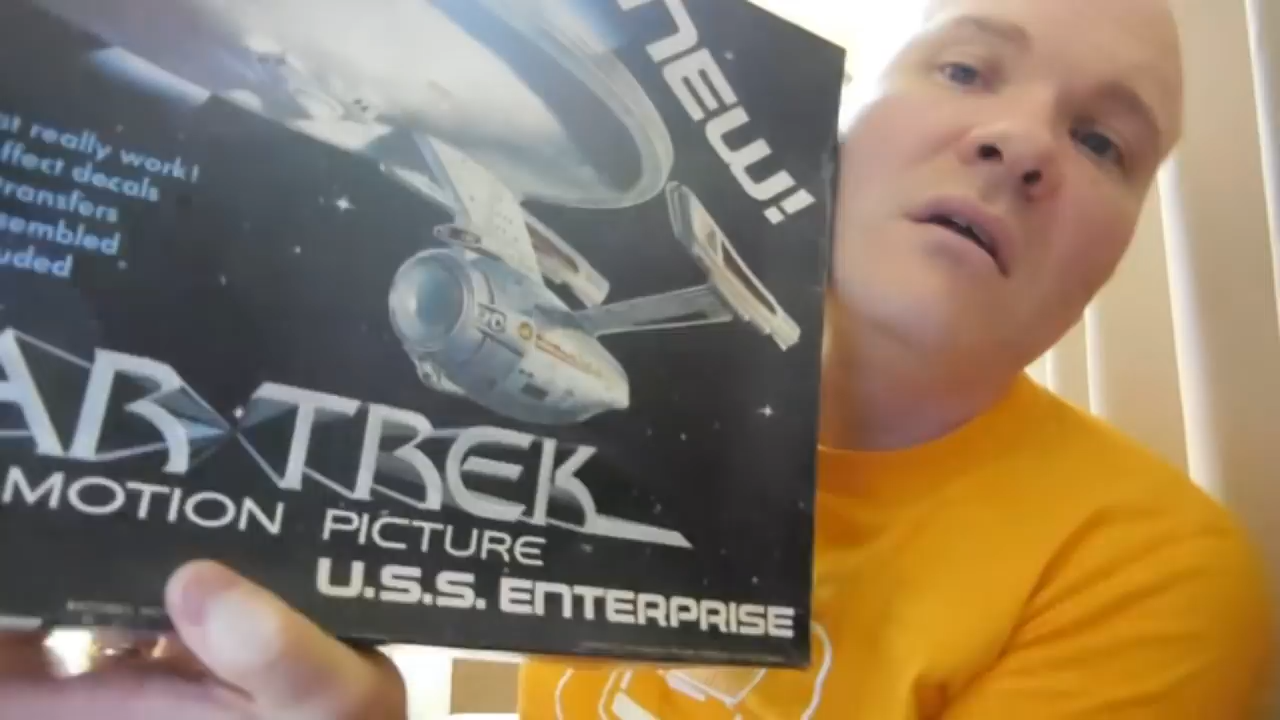 NEW!
at really work!
ffect decals
transfers
sembled
uded
AR TREK
MOTION PICTURE
U.S.S. ENTERPRISE